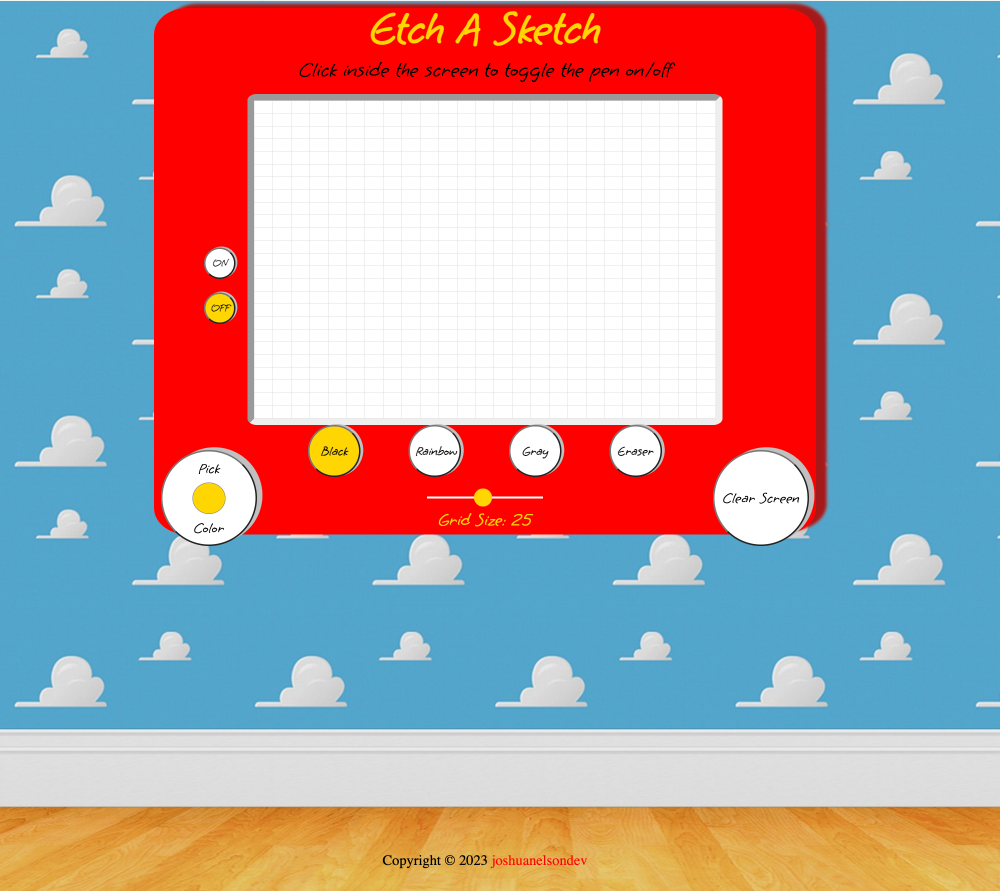 Etch A Sketch
Click inside the screen to toggle the pen on/off
ON
OFF
Black
Rainbow
Gray
Eraser
Pick
Color
Clear Screen
Grid Size: 25
Copyright © 2023 joshuanelsondev